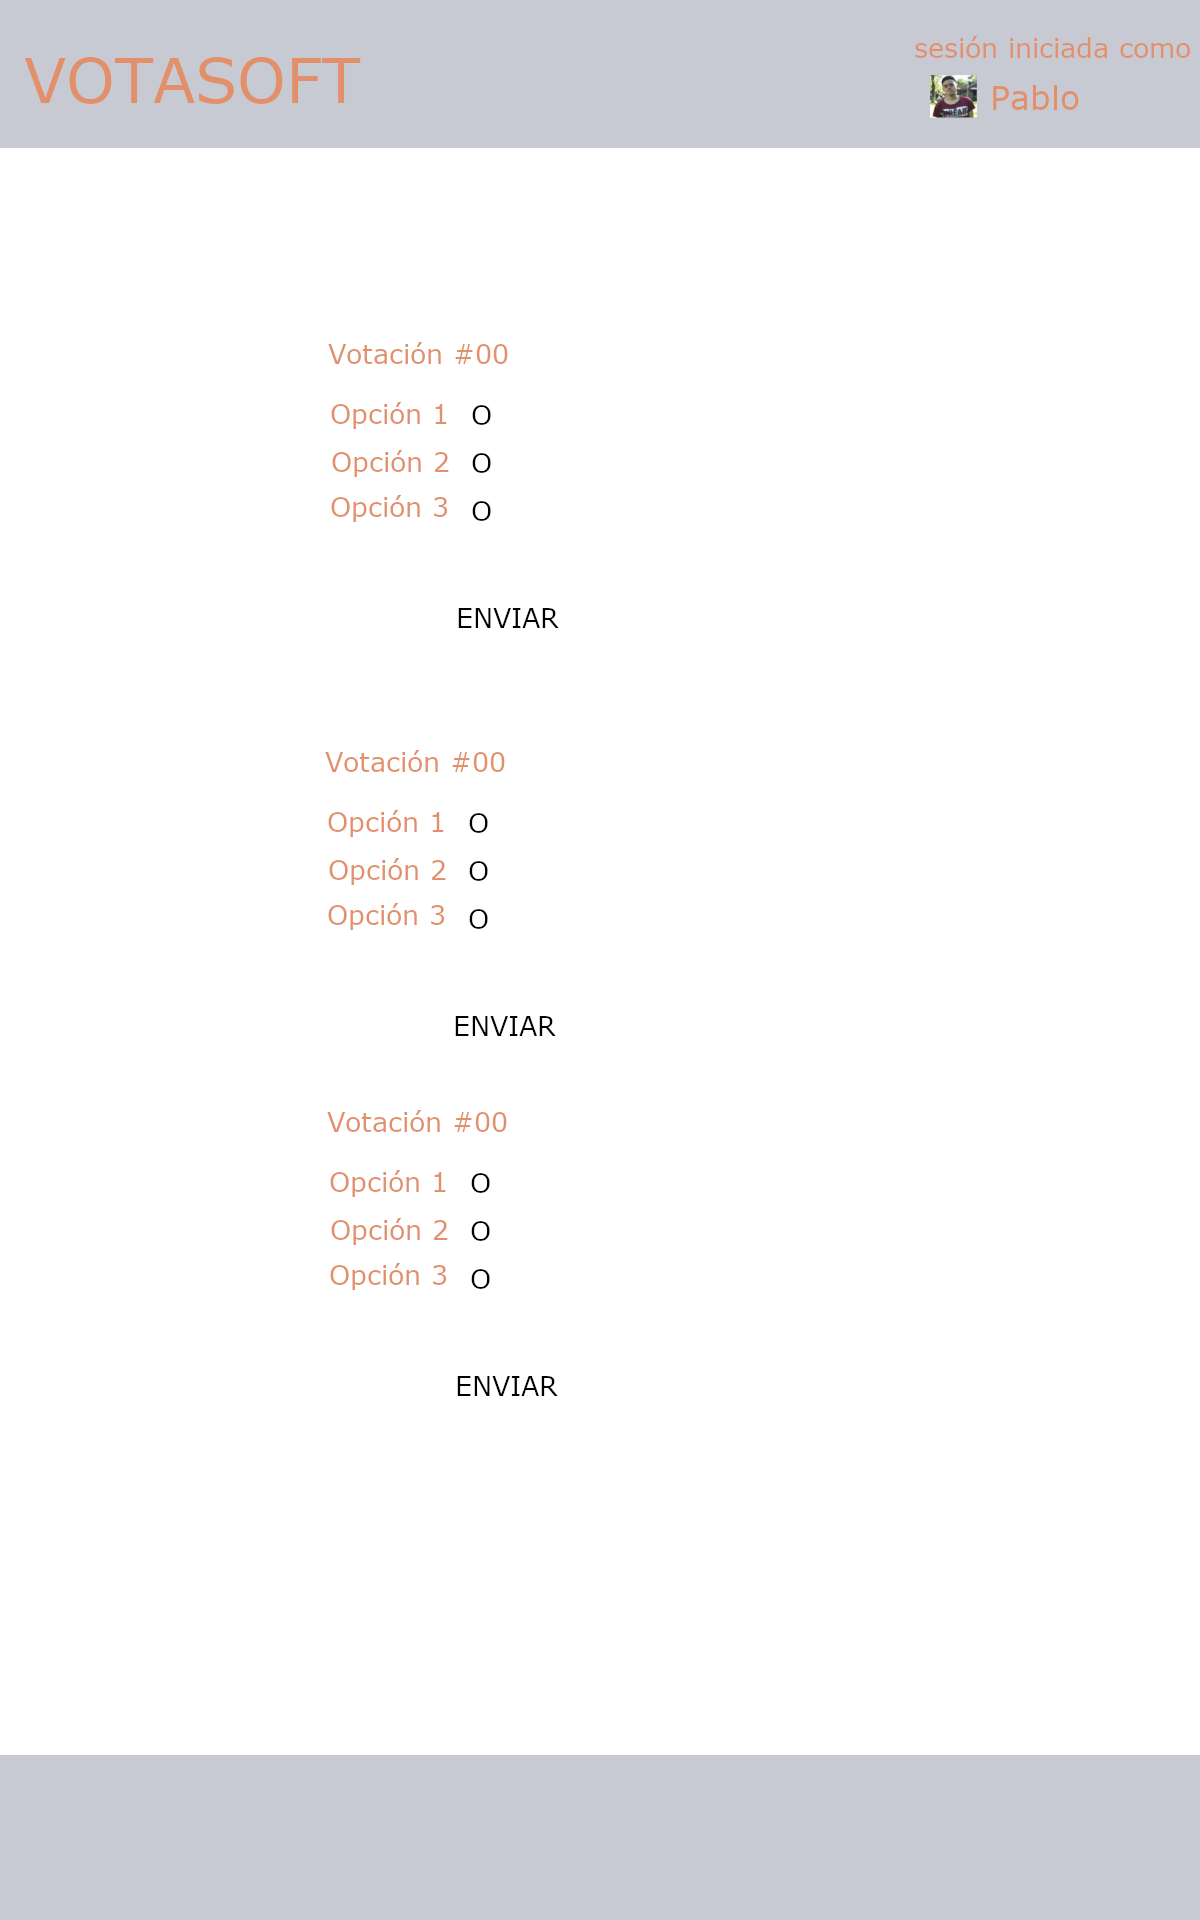 VOTASOFT
sesión iniciada como
Pablo
Votación #00
Opción 1 O
Opción 2 O
Opción 3 O
ENVIAR
Votación #00
Opción 1 O
Opción 2 O
Opción 3 O
ENVIAR
Votación #00
Opción 1 O
Opción 2 O
Opción 3 O
ENVIAR